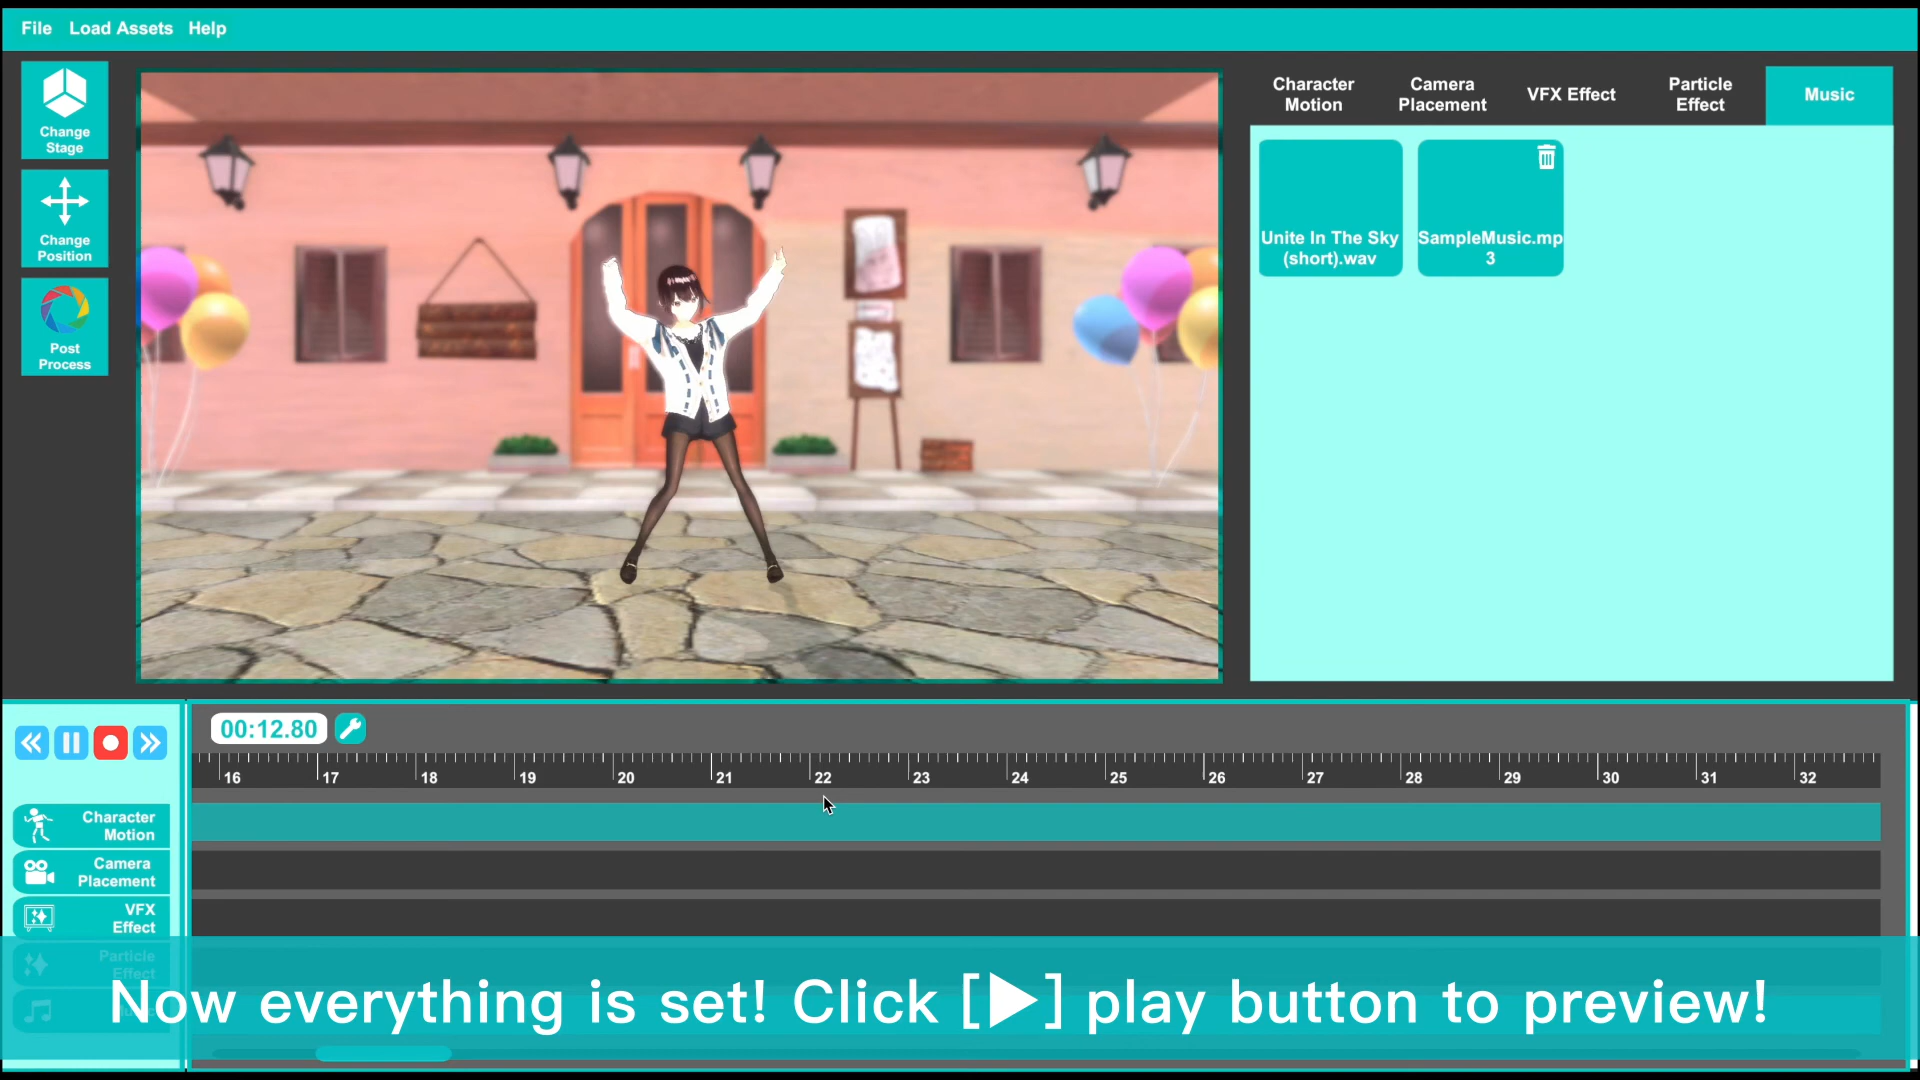 File Load Assets Help
Change
Stage
Change
Position
Post
Process
Character
Motion
Camera
Placement
VFX Effect
Particle
Effect
Music
Unite In The Sky
(short).wav
SampleMusic.mp
3
00:12.80
16 17 18 19 20 21 22 23 24 25 26 27 28 29 30 31 32
Character
Motion
Camera
Placement
VFX
Effect
Particle
Effect
Now everything is set! Click [▶] play button to preview!